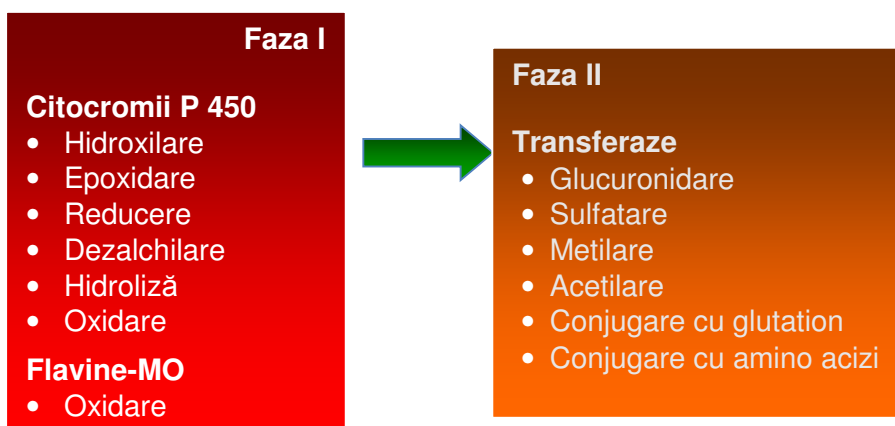 Faza I
Citocromii P 450
• Hidroxilare
• Epoxidare
• Reducere
• Dezalchilare
• Hidroliză
• Oxidare
Flavine-MO
• Oxidare
Faza II
Transferaze
• Glucuronidare
• Sulfatare
• Metilare
• Acetilare
• Conjugare cu glutation
• Conjugare cu amino acizi